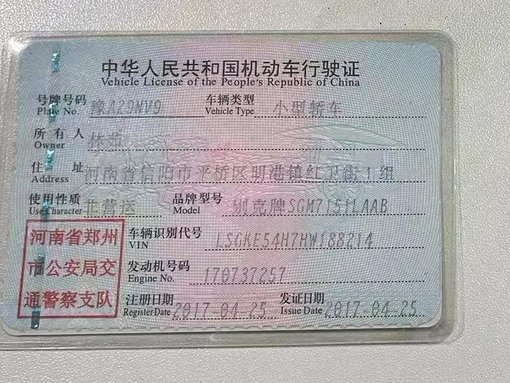 中华人民共和国机动车行驶证
Vehicle License of the People's Republic of China
号牌号码 豫A29NV9 车辆类型 小型轿车
Plate No. Vehicle Type
所有人 林茹
Owner
住址 河南省信阳市平桥区明港镇红卫街1组
Address
使用性质 非营运 品牌型号 别克牌SGM7151LAAB
Use Character Model
河南省郑州
市公安局交
通警察支队
车辆识别代号 LSGKE54H7HW188214
VIN
发动机号码 170737257
Engine No.
注册日期 2017-04-25 发证日期 2017-04-25
Register Date Issue Date